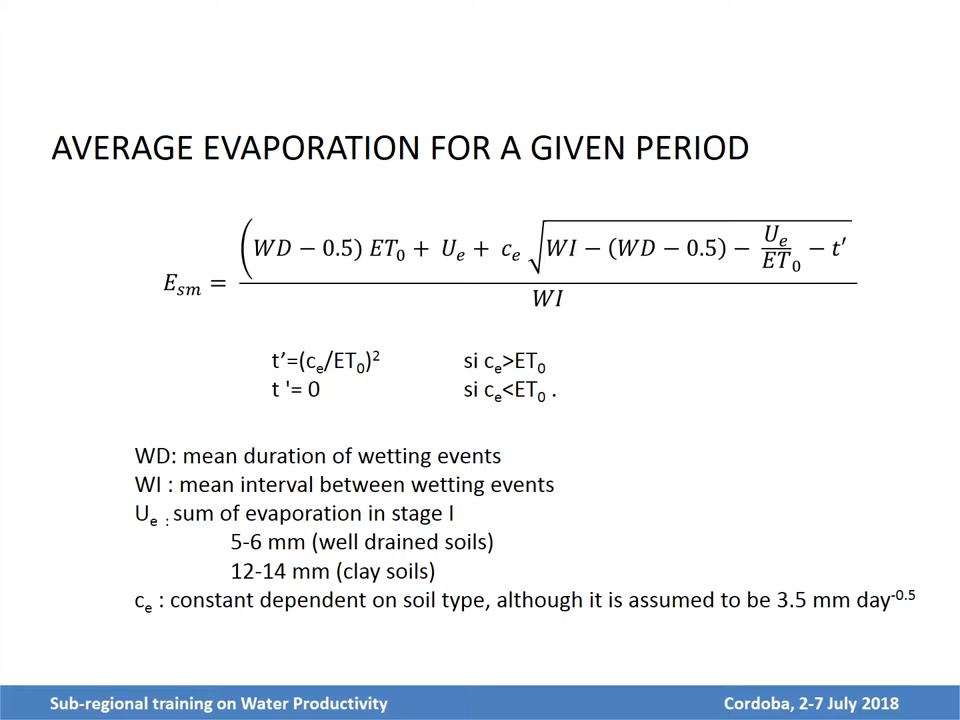 AVERAGE EVAPORATION FOR A GIVEN PERIOD
E_sm = ((WD − 0.5) ET_0 + U_e + c_e √(WI − (WD − 0.5) − U_e/ET_0 − t′) / WI
t’=(c_e/ET_0)^2 si c_e>ET_0
t '= 0 si c_e<ET_0 .
WD: mean duration of wetting events
WI : mean interval between wetting events
U_e : sum of evaporation in stage I
5-6 mm (well drained soils)
12-14 mm (clay soils)
c_e : constant dependent on soil type, although it is assumed to be 3.5 mm day^-0.5
Sub-regional training on Water Productivity
Cordoba, 2-7 July 2018